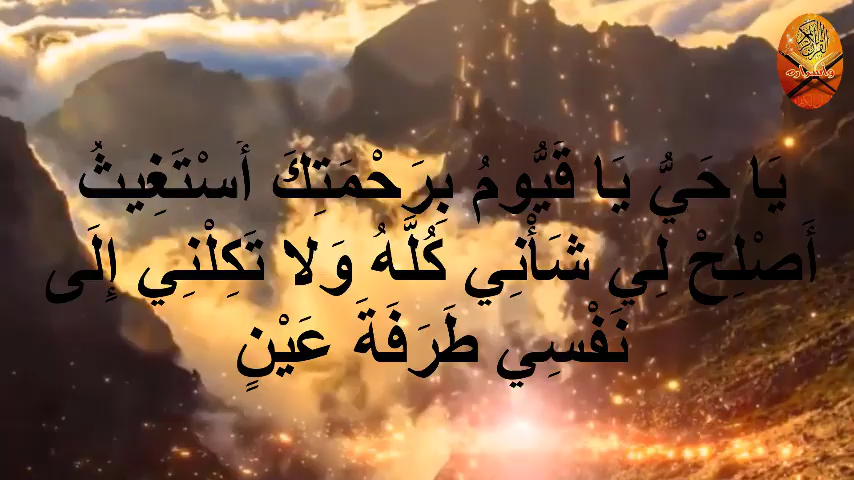 يَا حَيُّ يَا قَيُّومُ بِرَحْمَتِكَ أَسْتَغِيثُ
أَصْلِحْ لِي شَأْنِي كُلَّهُ وَلا تَكِلْنِي إِلَى
نَفْسِي طَرَفَةَ عَيْنٍ